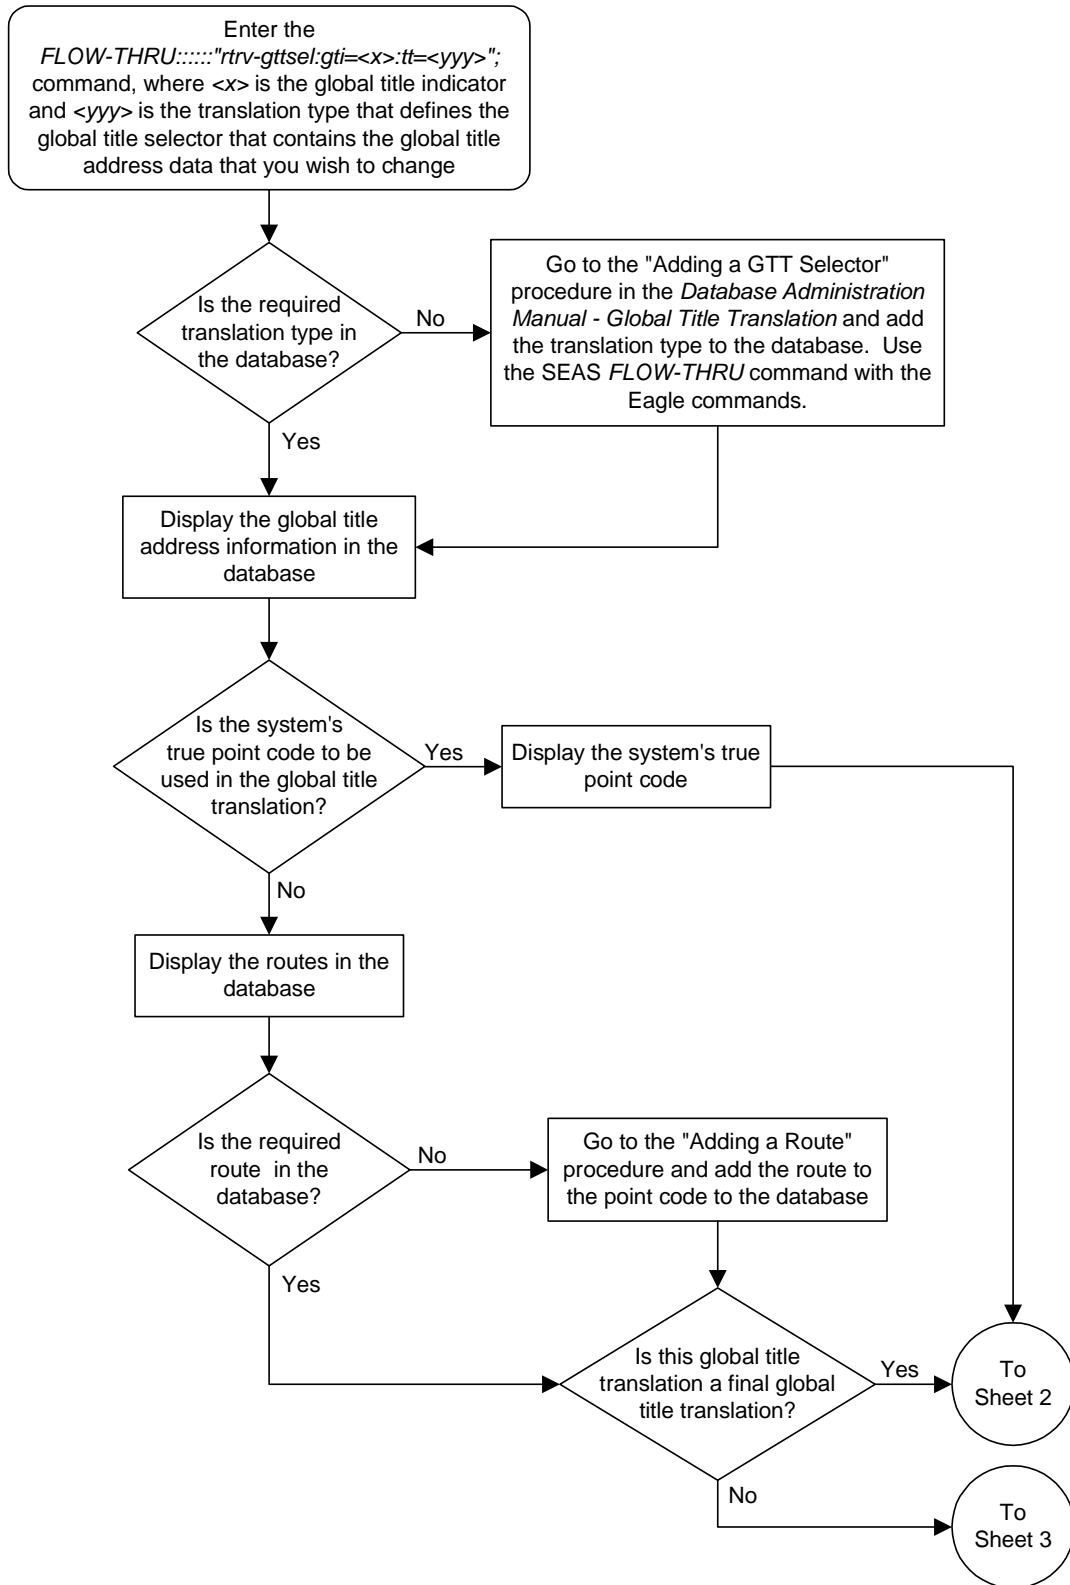 Enter the
FLOW-THRU::::::"rtrv-gttsel:gti=<x>:tt=<yyy>";
command, where <x> is the global title indicator
and <yyy> is the translation type that defines the
global title selector that contains the global title
address data that you wish to change
Is the required
translation type in
the database?
No
Go to the "Adding a GTT Selector"
procedure in the Database Administration
Manual - Global Title Translation and add
the translation type to the database.  Use
the SEAS FLOW-THRU command with the
Eagle commands.
Yes
Display the global title
address information in the
database
Is the system's
true point code to be
used in the global title
translation?
Yes
Display the system's true
point code
No
Display the routes in the
database
Is the required
route  in the
database?
No
Go to the "Adding a Route"
procedure and add the route to
the point code to the database
Yes
Is this global title
translation a final global
title translation?
Yes
To
Sheet 2
No
To
Sheet 3